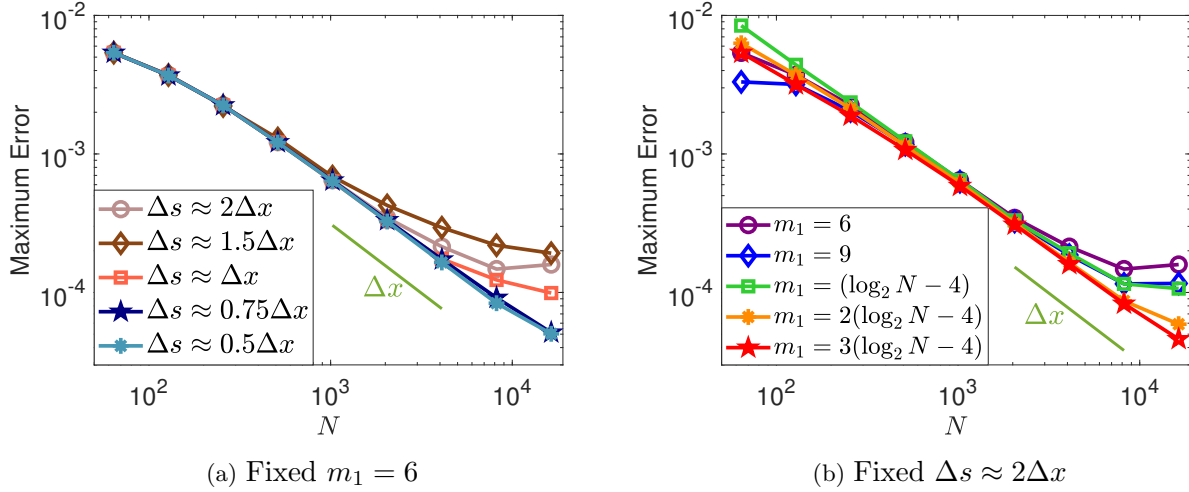 10^{-2}
10^{-3}
10^{-4}
Maximum Error
Δs ≈ 2Δx
Δs ≈ 1.5Δx
Δs ≈ Δx
Δs ≈ 0.75Δx
Δs ≈ 0.5Δx
Δx
10^2
10^3
10^4
N
(a) Fixed m_1 = 6
10^{-2}
10^{-3}
10^{-4}
Maximum Error
m_1 = 6
m_1 = 9
m_1 = (log_2 N − 4)
m_1 = 2(log_2 N − 4)
m_1 = 3(log_2 N − 4)
Δx
10^2
10^3
10^4
N
(b) Fixed Δs ≈ 2Δx